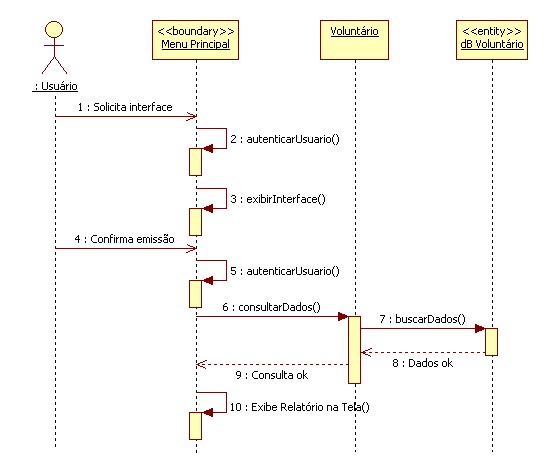 <<boundary>>
Menu Principal
Voluntário
<<entity>>
dB Voluntário
: Usuário
1 : Solicita interface
2 : autenticarUsuario()
3 : exibirInterface()
4 : Confirma emissão
5 : autenticarUsuario()
6 : consultarDados()
7 : buscarDados()
8 : Dados ok
9 : Consulta ok
10 : Exibe Relatório na Tela()